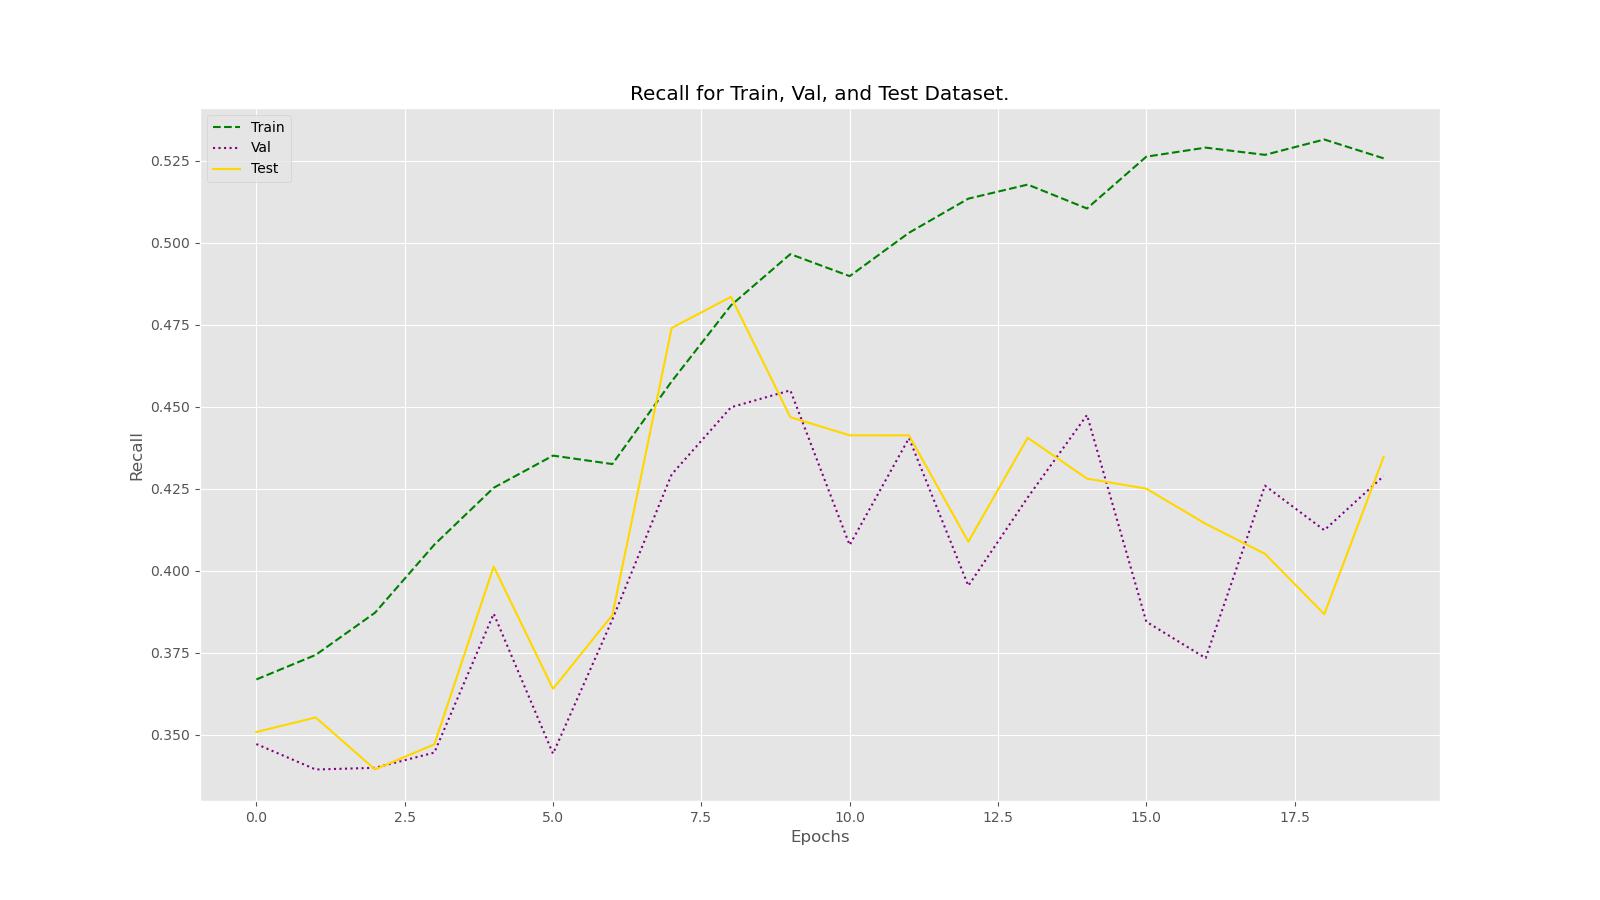 Recall for Train, Val, and Test Dataset.
Train
Val
Test
0.525
0.500
0.475
0.450
0.425
0.400
0.375
0.350
Recall
0.0 2.5 5.0 7.5 10.0 12.5 15.0 17.5
Epochs